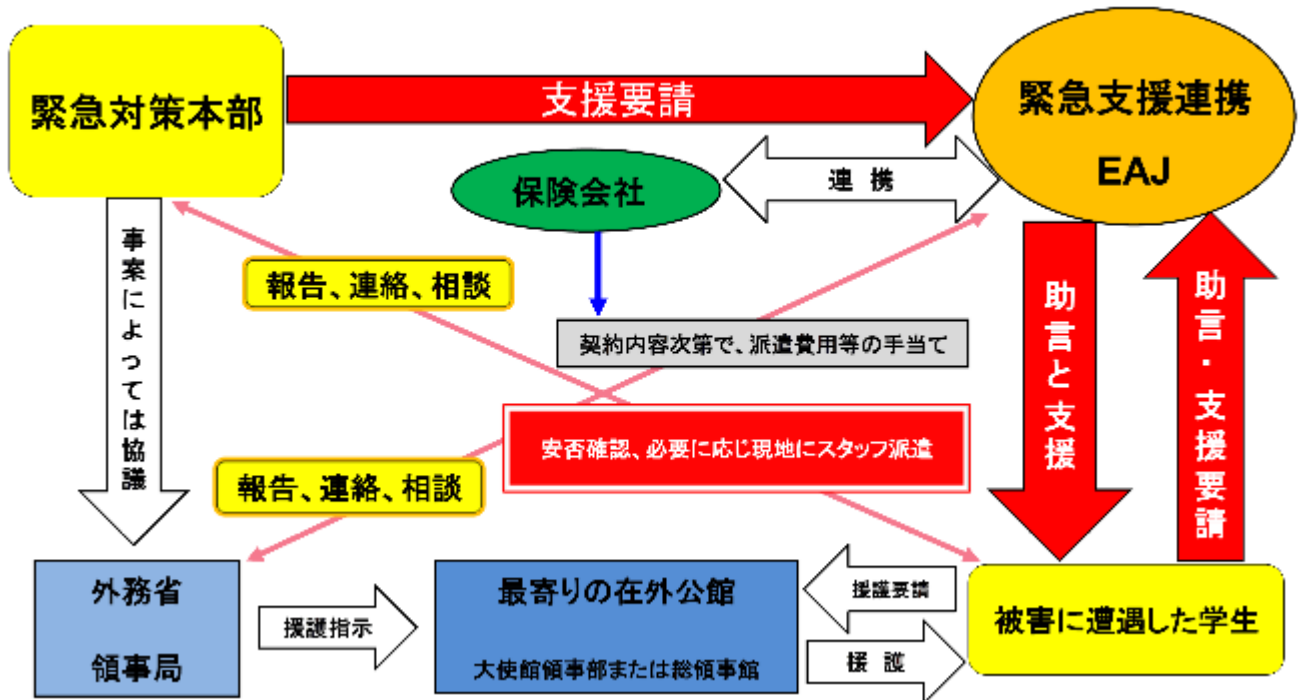 緊急対策本部
支援要請
緊急支援連携
EAJ
保険会社
連 携
事案によっては協議
報告、連絡、相談
契約内容次第で、派遣費用等の手当て
助言と支援
助言・支援要請
安否確認、必要に応じ現地にスタッフ派遣
報告、連絡、相談
外務省
領事局
援護指示
最寄りの在外公館
大使館領事部または総領事館
援護要請
援 護
被害に遭遇した学生